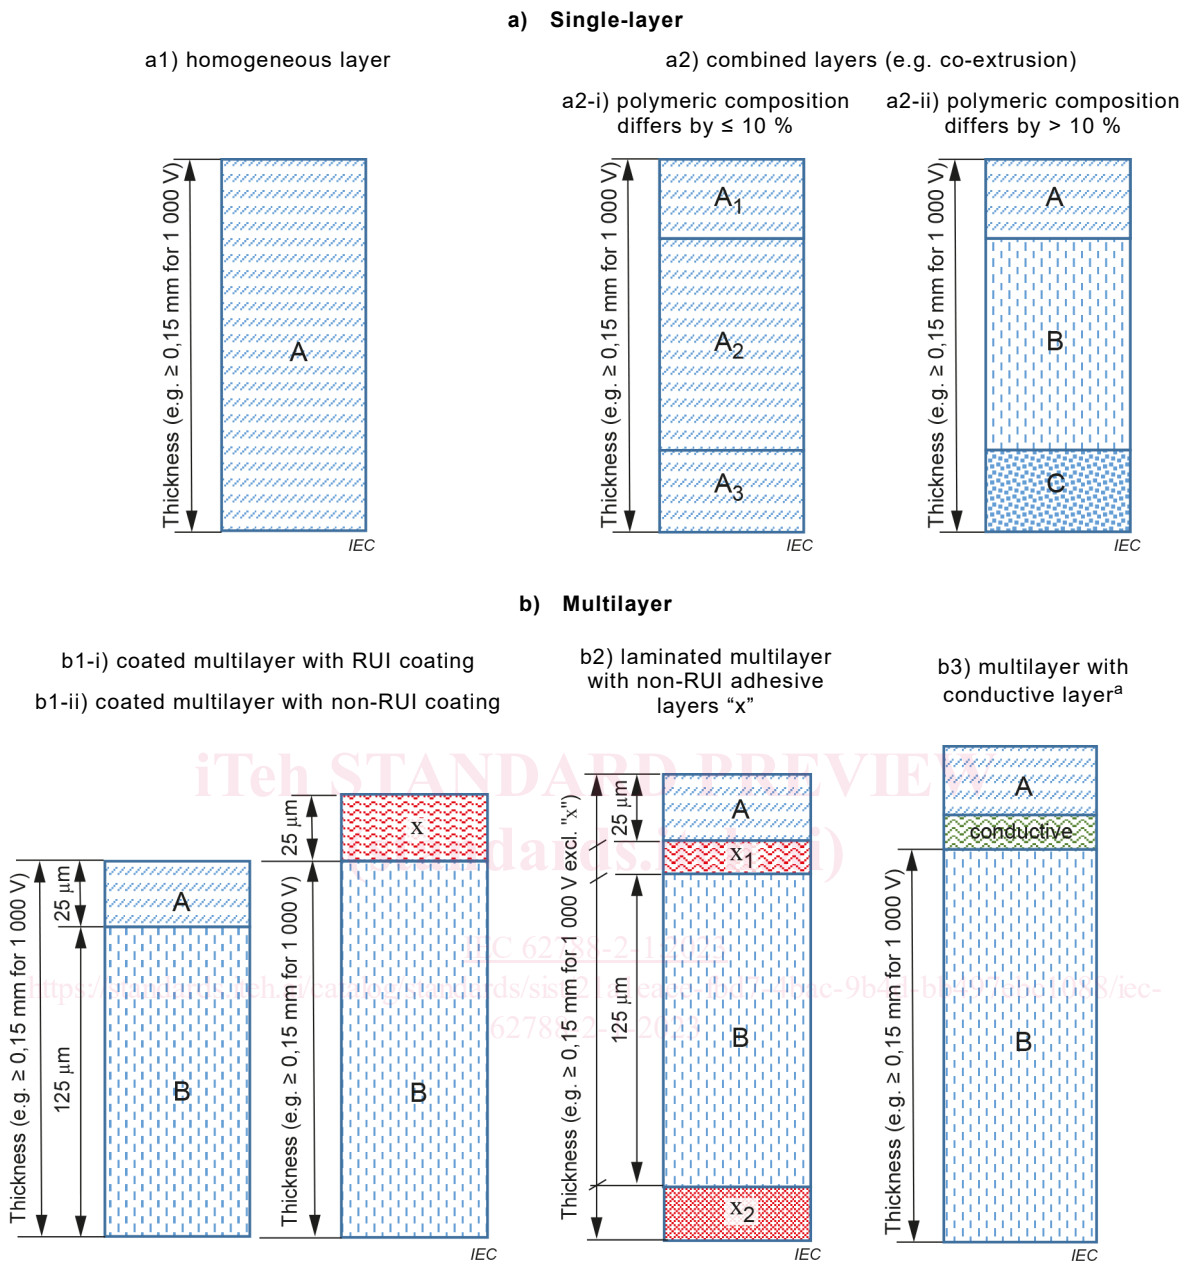 a) Single-layer
a1) homogeneous layer
a2) combined layers (e.g. co-extrusion)
a2-i) polymeric composition
differs by ≤ 10 %
a2-ii) polymeric composition
differs by > 10 %
Thickness (e.g. ≥ 0,15 mm for 1 000 V)
A
IEC
Thickness (e.g. ≥ 0,15 mm for 1 000 V)
A1
A2
A3
IEC
Thickness (e.g. ≥ 0,15 mm for 1 000 V)
A
B
C
IEC
b) Multilayer
b1-i) coated multilayer with RUI coating
b1-ii) coated multilayer with non-RUI coating
b2) laminated multilayer
with non-RUI adhesive
layers “x”
b3) multilayer with
conductive layerᵃ
iTeh STANDARD PREVIEW
Thickness (e.g. ≥ 0,15 mm for 1 000 V)
25 µm
125 µm
A
B
Thickness (e.g. ≥ 0,15 mm for 1 000 V)
25 µm
x
B
IEC
Thickness (e.g. ≥ 0,15 mm for 1 000 V excl. "x")
25 µm
125 µm
A
x1
B
x2
IEC
Thickness (e.g. ≥ 0,15 mm for 1 000 V)
A
conductive
B
IEC